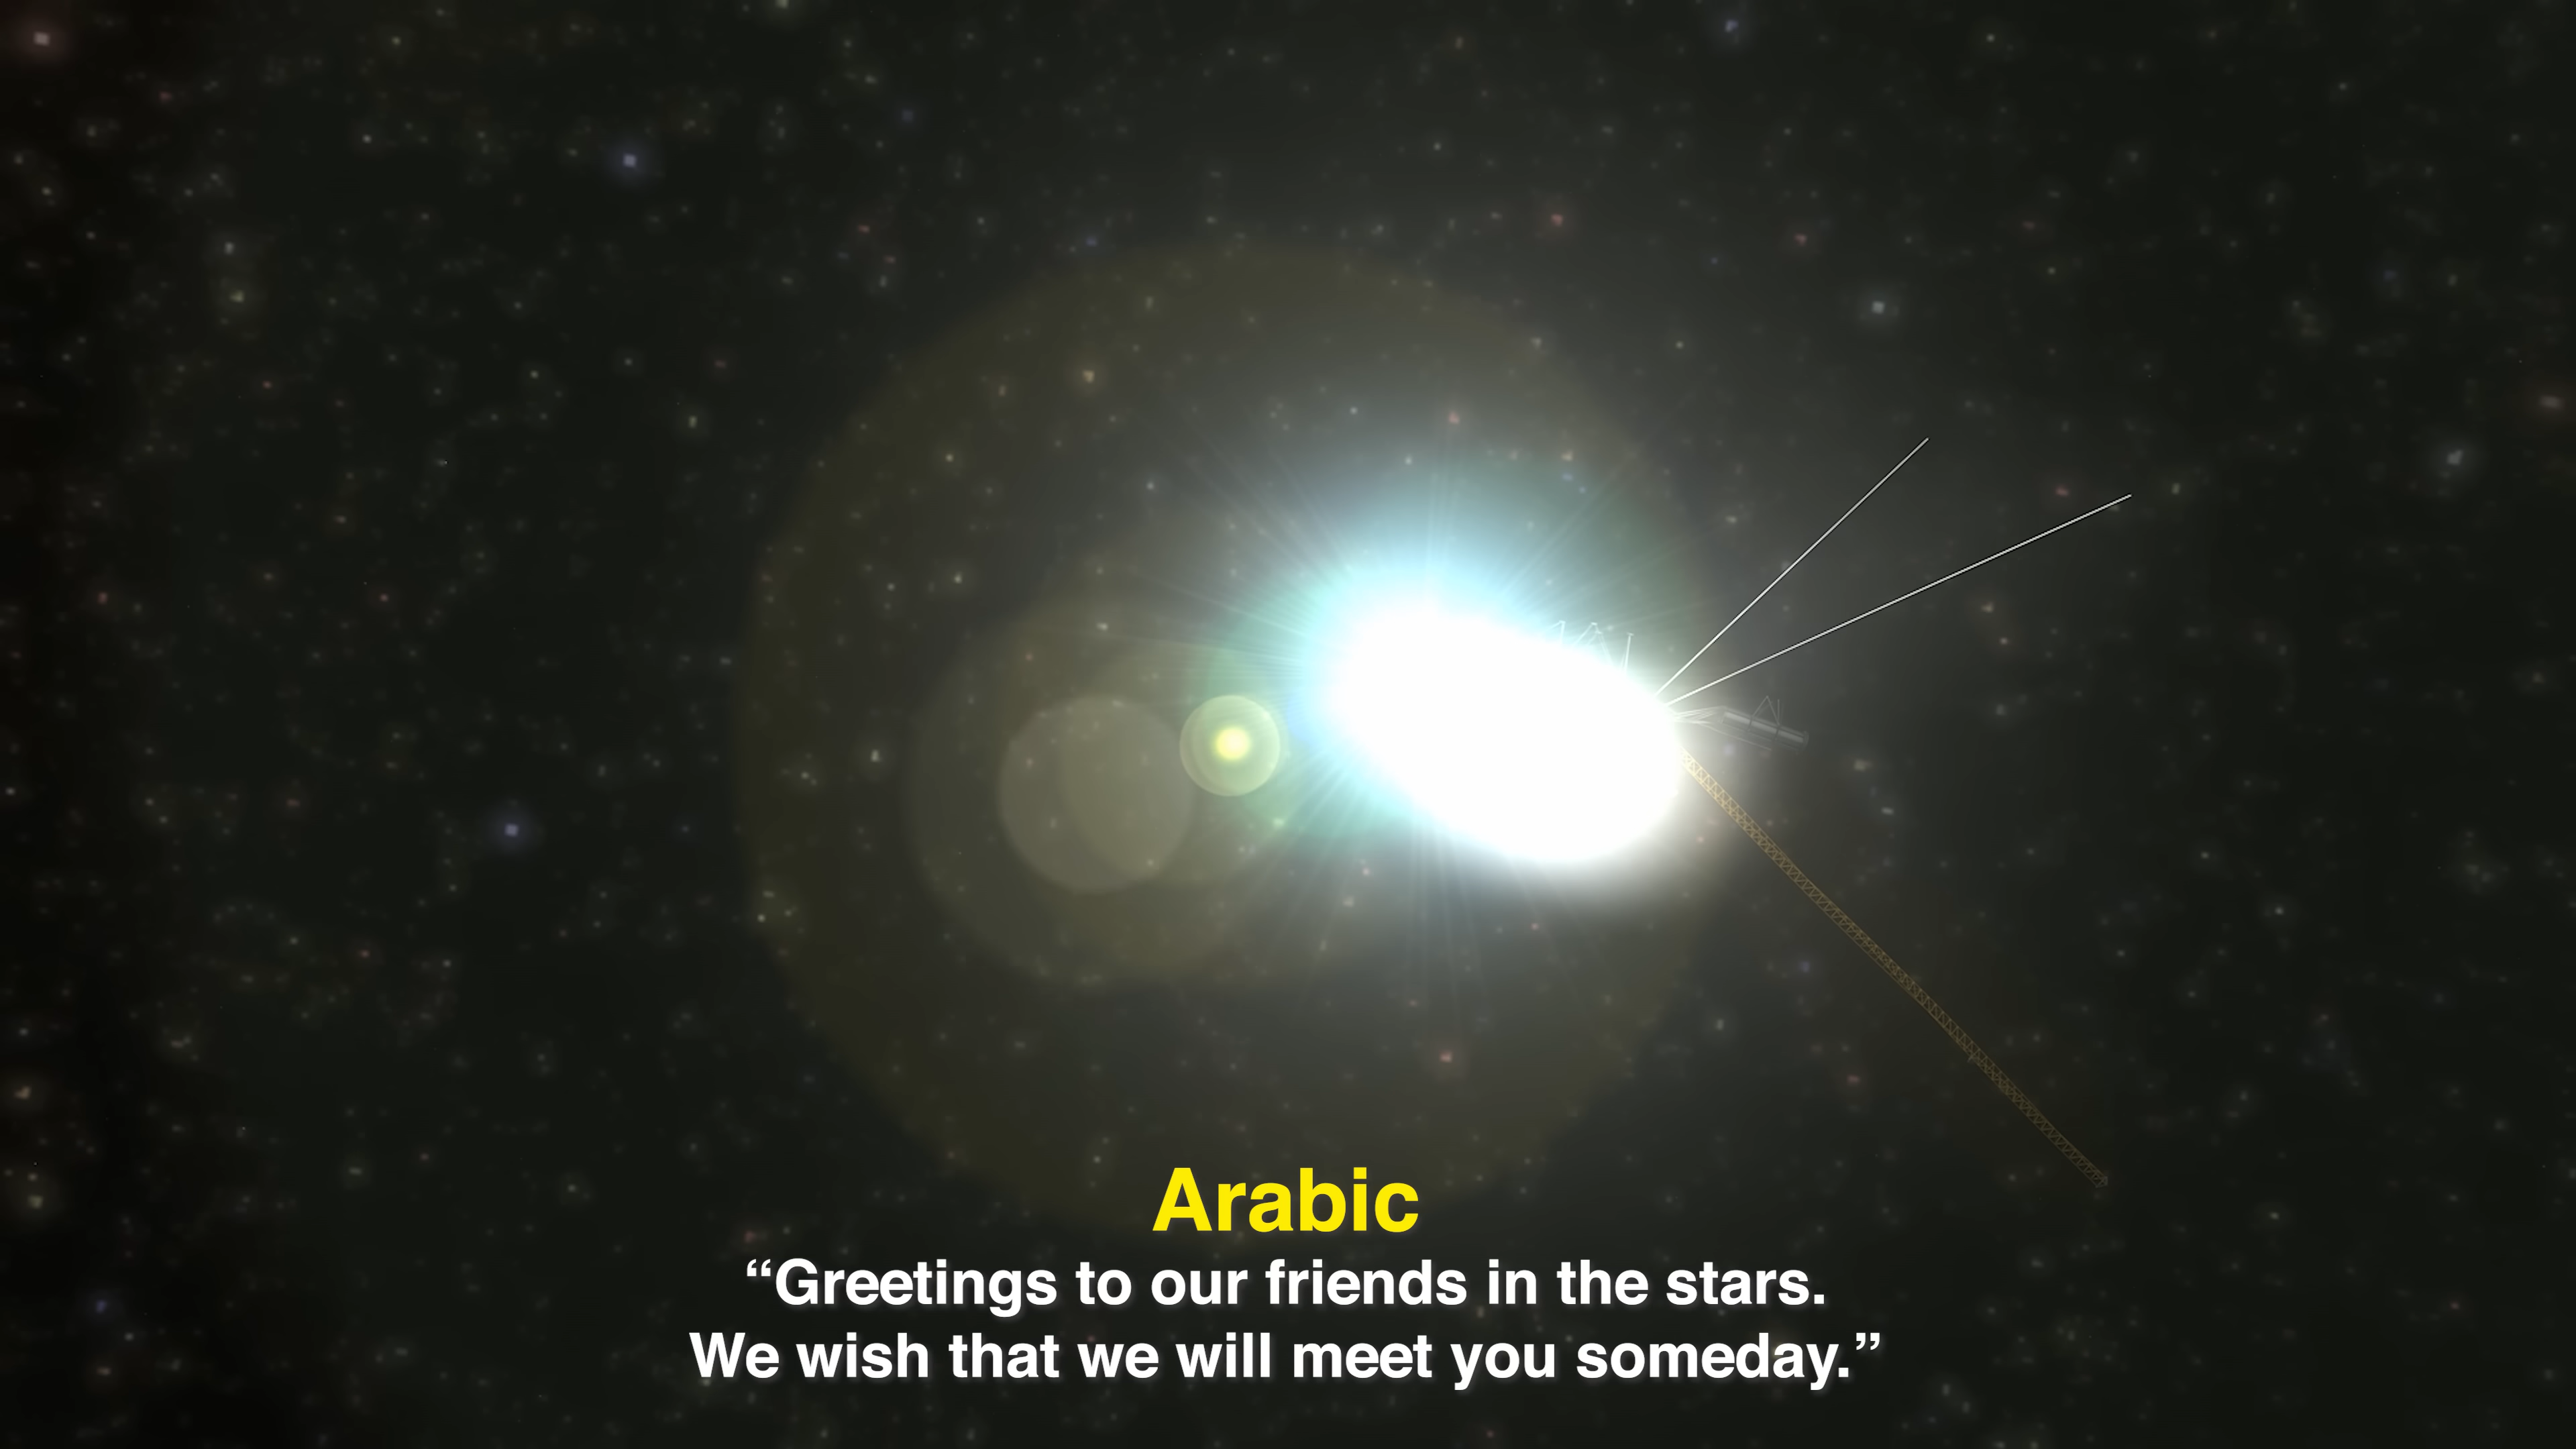 Arabic
“Greetings to our friends in the stars.
We wish that we will meet you someday.”